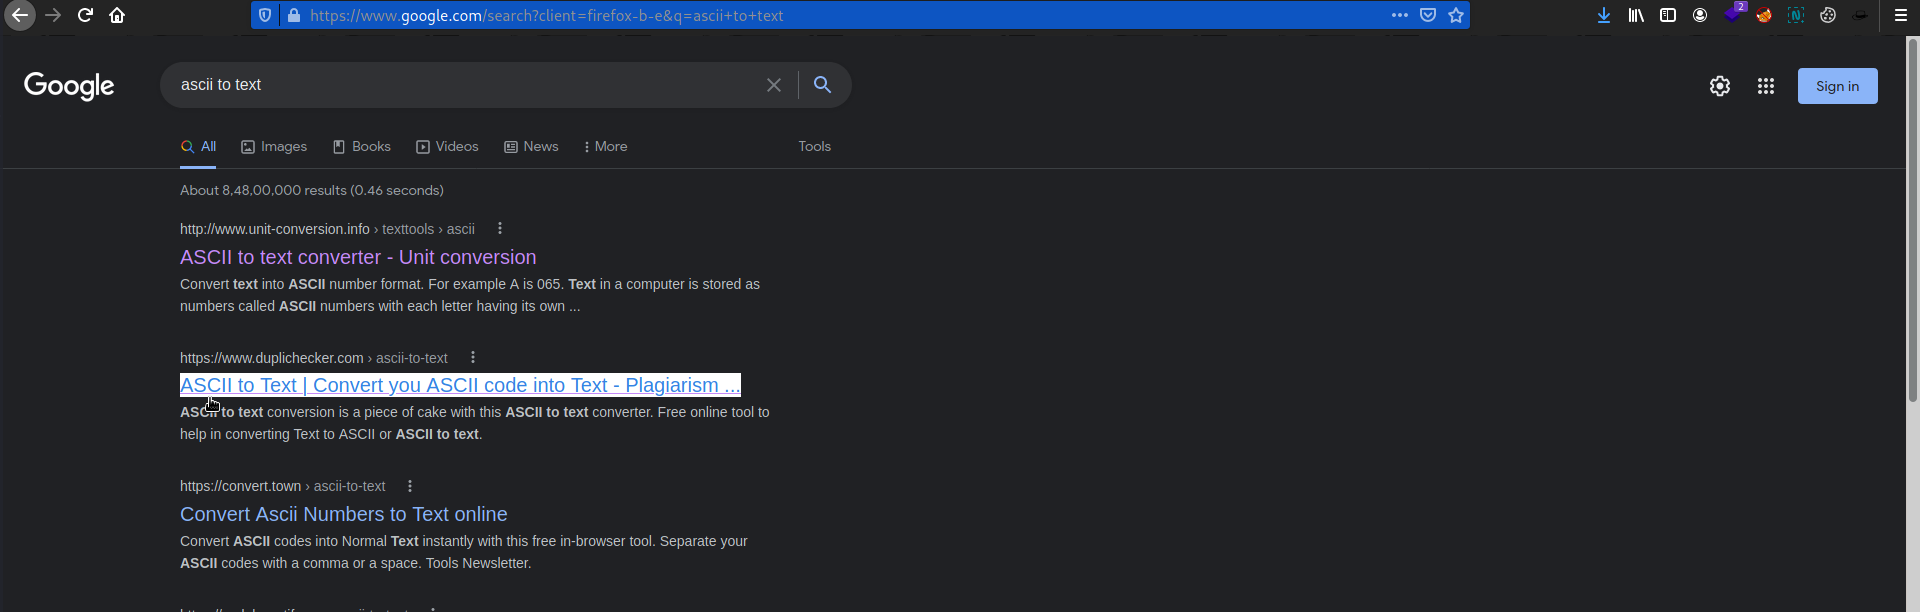 https://www.google.com/search?client=firefox-b-e&q=ascii+to+text
2
Google
ascii to text
Sign in
All Images Books Videos News More Tools
About 8,48,00,000 results (0.46 seconds)
http://www.unit-conversion.info › texttools › ascii
ASCII to text converter - Unit conversion
Convert text into ASCII number format. For example A is 065. Text in a computer is stored as
numbers called ASCII numbers with each letter having its own ...
https://www.duplichecker.com › ascii-to-text
ASCII to Text | Convert you ASCII code into Text - Plagiarism ...
ASCII to text conversion is a piece of cake with this ASCII to text converter. Free online tool to
help in converting Text to ASCII or ASCII to text.
https://convert.town › ascii-to-text
Convert Ascii Numbers to Text online
Convert ASCII codes into Normal Text instantly with this free in-browser tool. Separate your
ASCII codes with a comma or a space. Tools Newsletter.